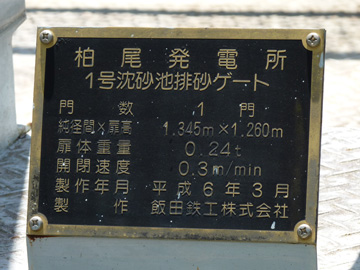 柏尾発電所
1号沈砂池排砂ゲート
門数 1門
純径間×扉高 1.345m×1.260m
扉体重量 0.24t
開閉速度 0.3m/min
製作年月 平成6年3月
製作 飯田鉄工株式会社